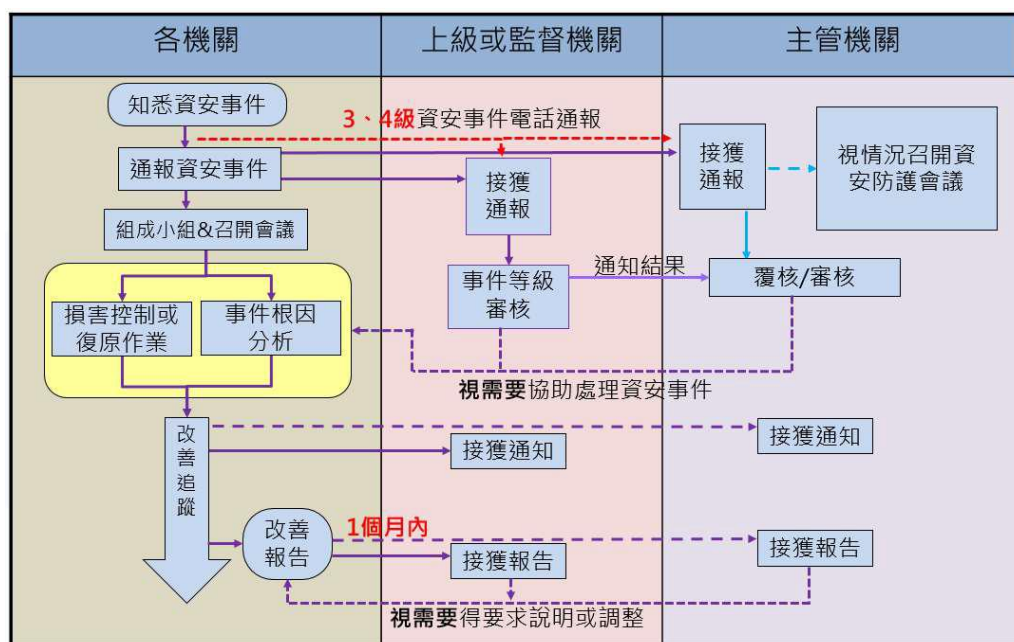 各機關
上級或監督機關
主管機關
知悉資安事件
3、4級資安事件電話通報
通報資安事件
接獲
通報
接獲
通報
視情況召開資
安防護會議
組成小組&召開會議
事件等級
審核
通知結果
覆核/審核
損害控制或
復原作業
事件根因
分析
視需要協助處理資安事件
改
善
追
蹤
接獲通知
接獲通知
改善
報告
1個月內
接獲報告
接獲報告
視需要得要求說明或調整